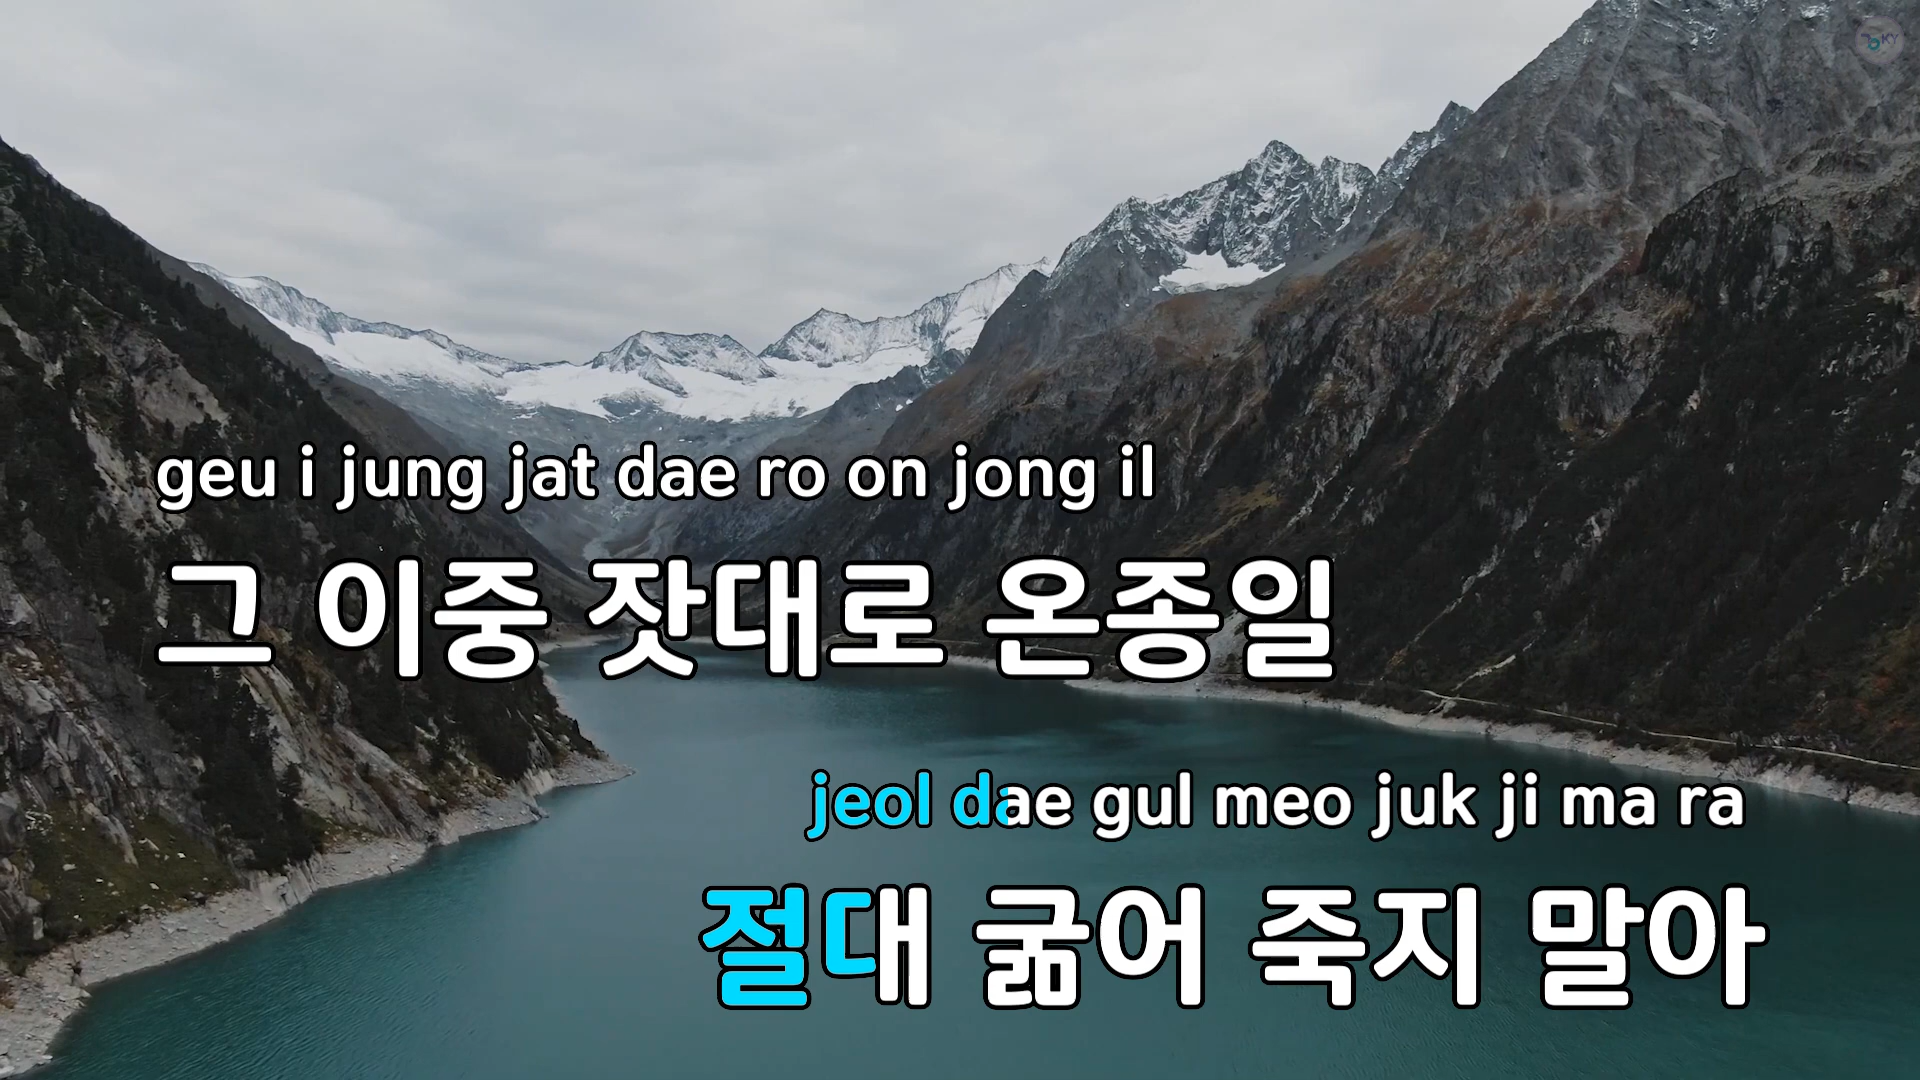 KY
geu i jung jat dae ro on jong il
그 이중 잣대로 온종일
jeol dae gul meo juk ji ma ra
절대 굶어 죽지 말아